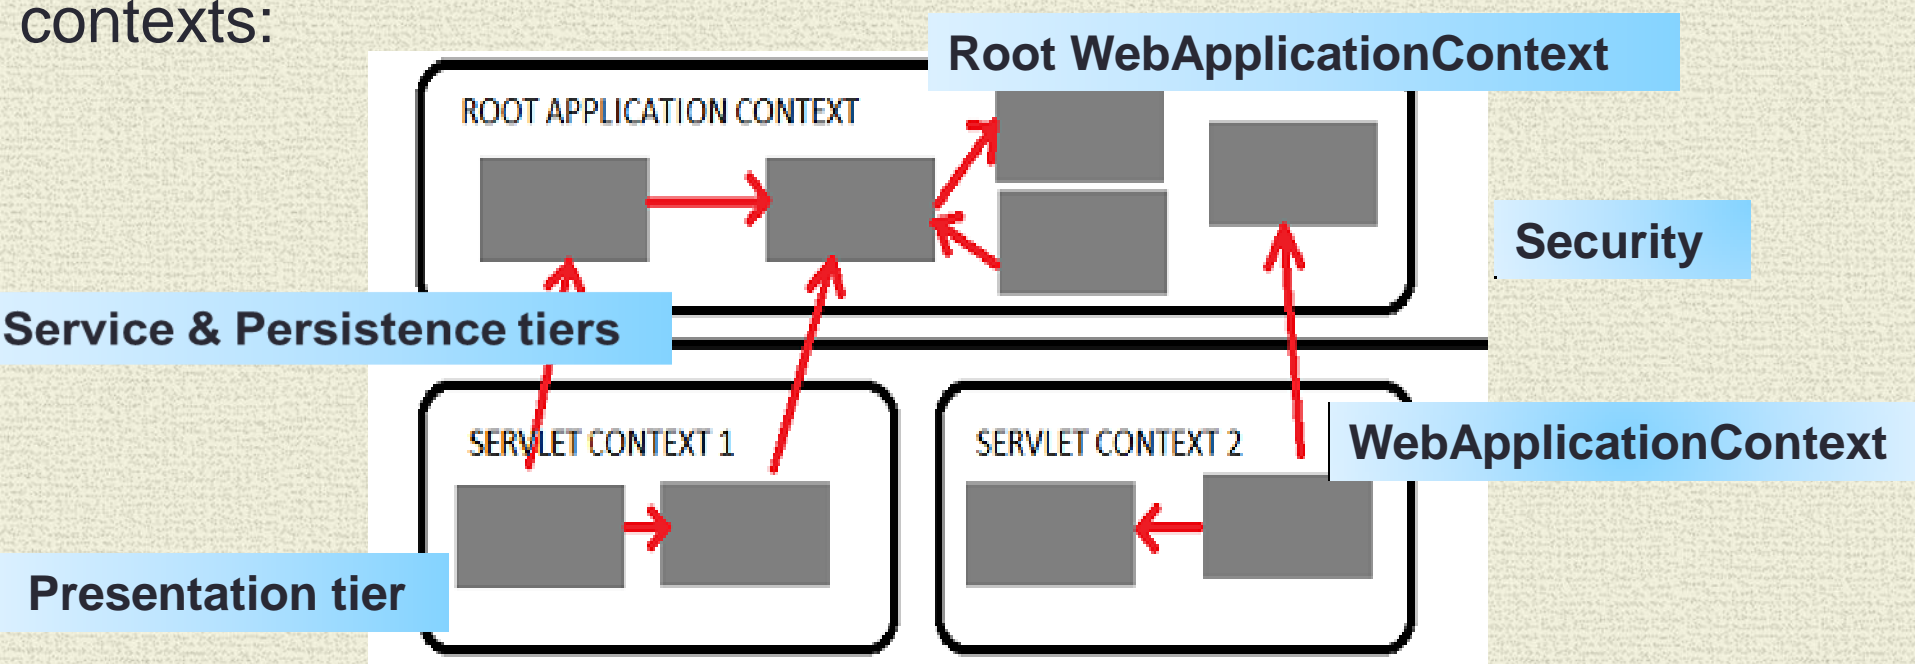 contexts:
Root WebApplicationContext
ROOT APPLICATION CONTEXT
Security
Service & Persistence tiers
SERVLET CONTEXT 1
SERVLET CONTEXT 2
WebApplicationContext
Presentation tier